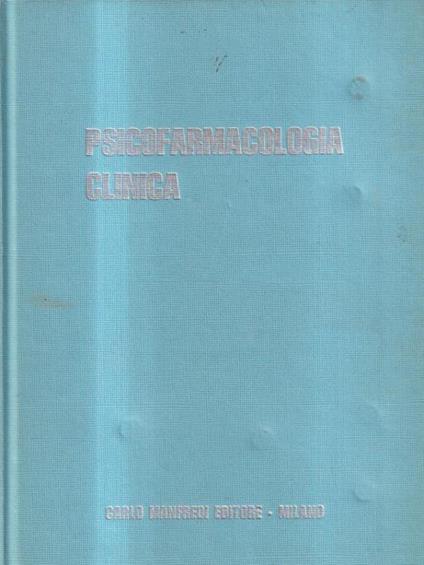 PSICOFARMACOLOGIA
CLINICA
CARLO MANFREDI EDITORE - MILANO